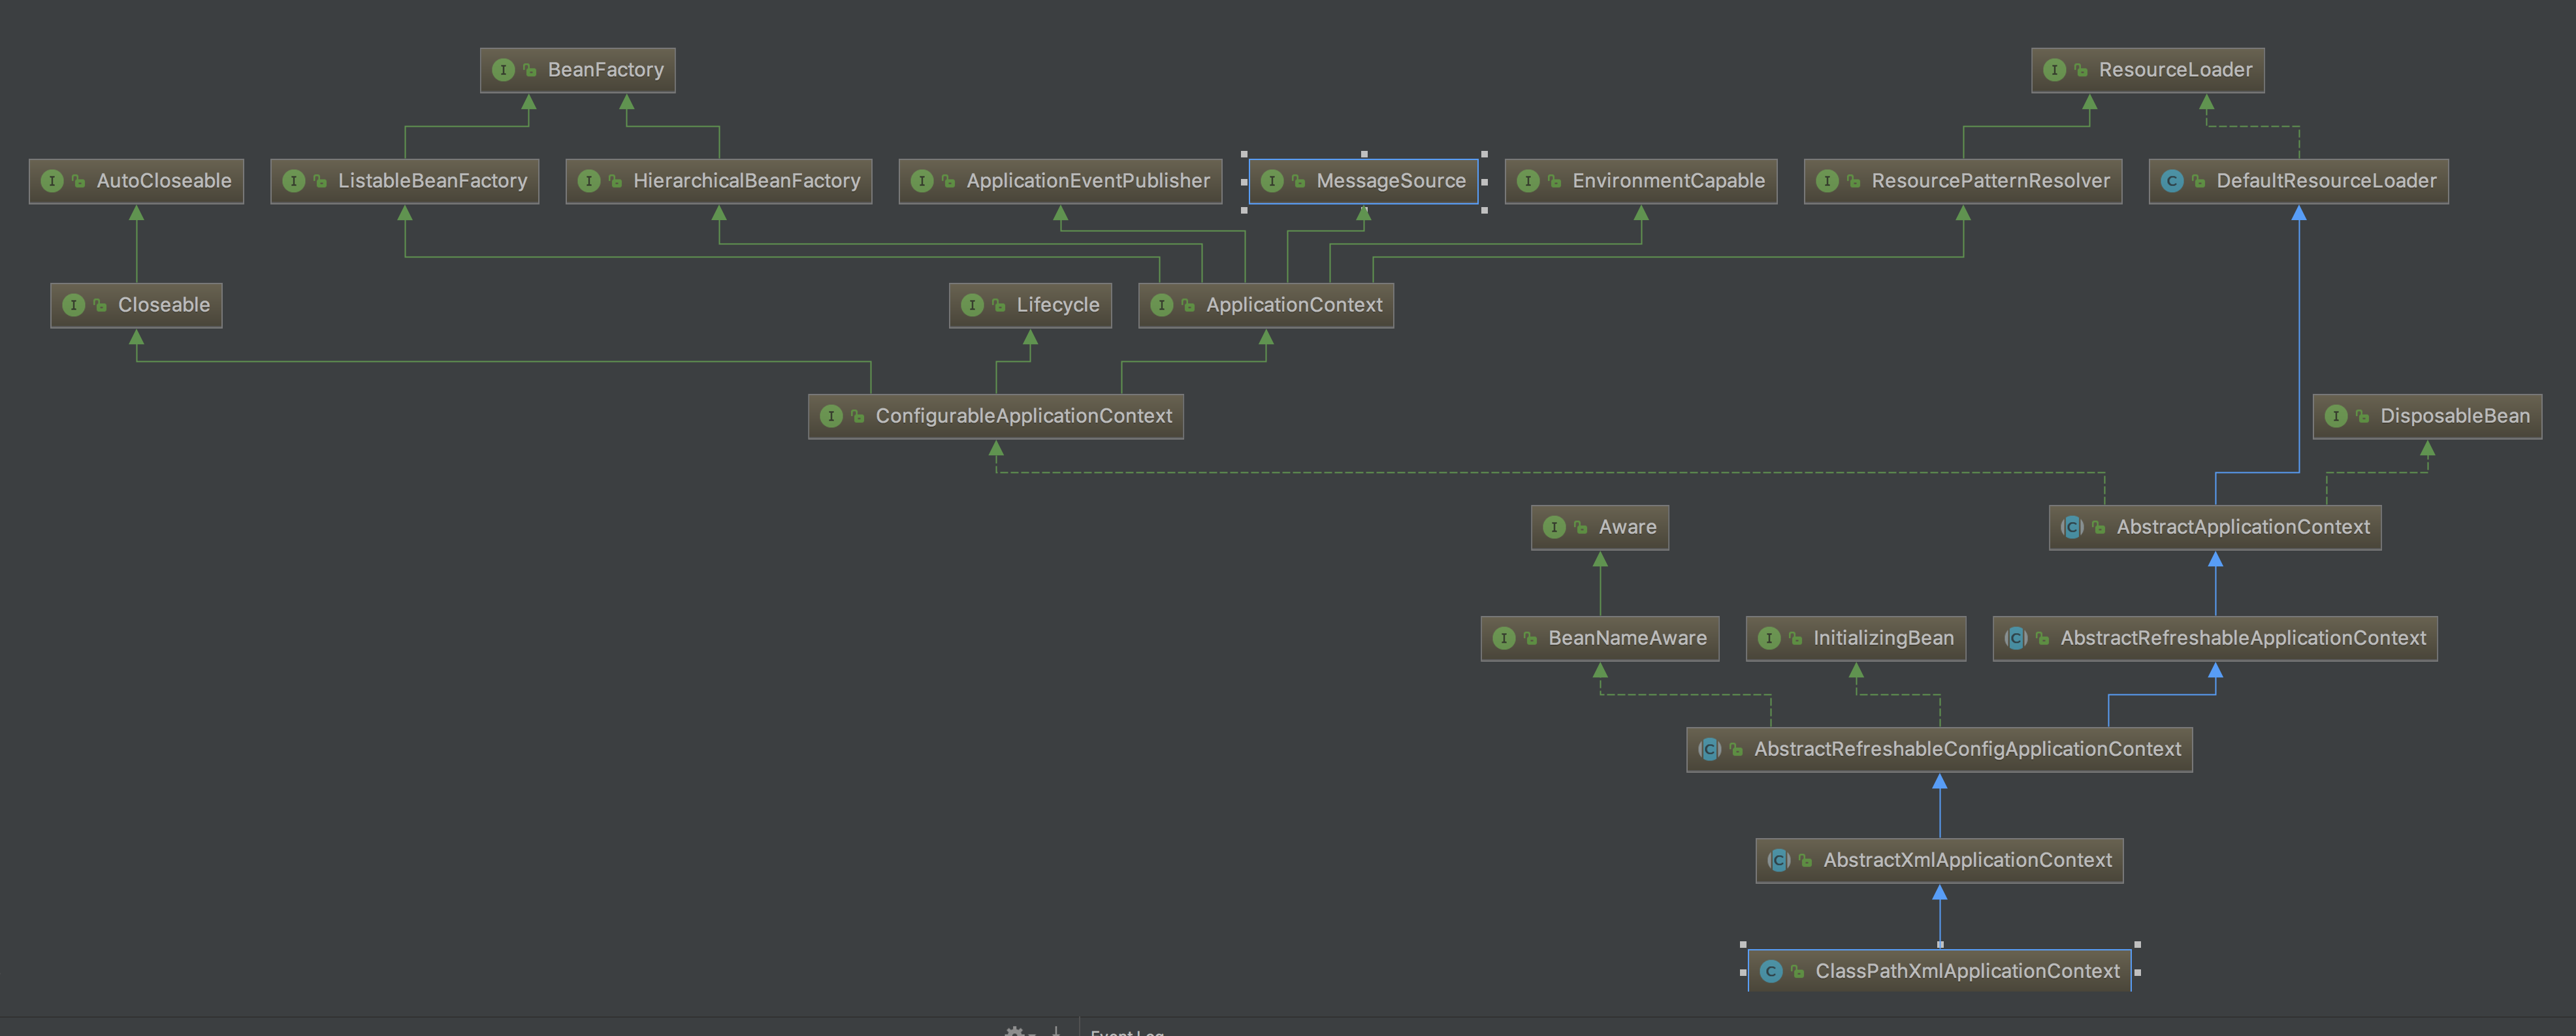 BeanFactory
ResourceLoader
AutoCloseable
ListableBeanFactory
HierarchicalBeanFactory
ApplicationEventPublisher
MessageSource
EnvironmentCapable
ResourcePatternResolver
DefaultResourceLoader
Closeable
Lifecycle
ApplicationContext
ConfigurableApplicationContext
DisposableBean
Aware
AbstractApplicationContext
BeanNameAware
InitializingBean
AbstractRefreshableApplicationContext
AbstractRefreshableConfigApplicationContext
AbstractXmlApplicationContext
ClassPathXmlApplicationContext
Event Log